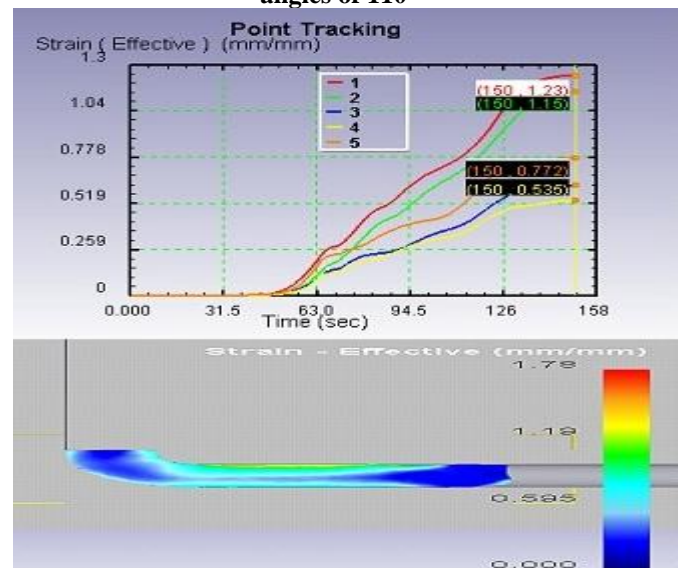 angles of 110
Point Tracking
Strain ( Effective ) (mm/mm)
1.3
1.04
0.778
0.519
0.259
0
1
2
3
4
5
(150 , 1.23)
(150 , 1.15)
(150 , 0.772)
(150 , 0.535)
0.000 31.5 63.0 94.5 126 158
Time (sec)
Strain - Effective (mm/mm)
1.78
1.19
0.595
0.000